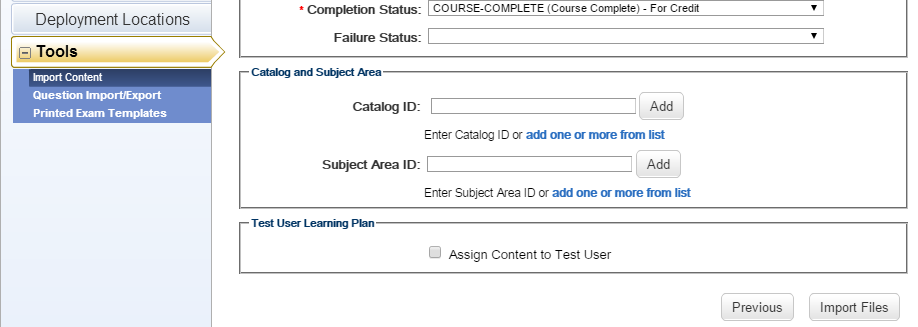 Deployment Locations
Tools
Import Content
Question Import/Export
Printed Exam Templates
* Completion Status: COURSE-COMPLETE (Course Complete) - For Credit
Failure Status:
Catalog and Subject Area
Catalog ID: Add
Enter Catalog ID or add one or more from list
Subject Area ID: Add
Enter Subject Area ID or add one or more from list
Test User Learning Plan
Assign Content to Test User
Previous Import Files